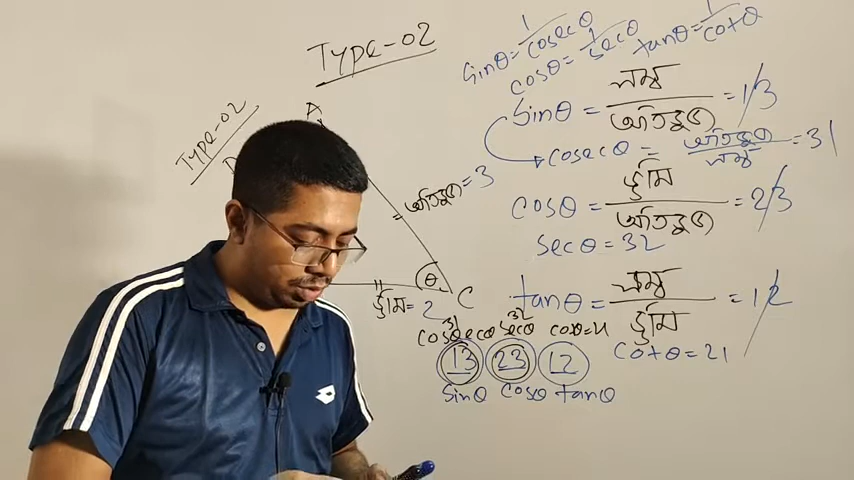 Type-02
Type-02
sinθ = 1/cosecθ
cosθ = 1/secθ
tanθ = 1/cotθ
sinθ = লম্ব/অতিভুজ = 1/3
cosecθ = অতিভুজ/লম্ব = 31
cosθ = ভূমি/অতিভুজ = 2/3
secθ = 32
tanθ = লম্ব/ভূমি = 1/2
cotθ = 21
A
অতিভুজ = 3
θ
C
ভূমি = 2
31 32
cosecθ secθ
13 23 12
sinθ cosθ tanθ